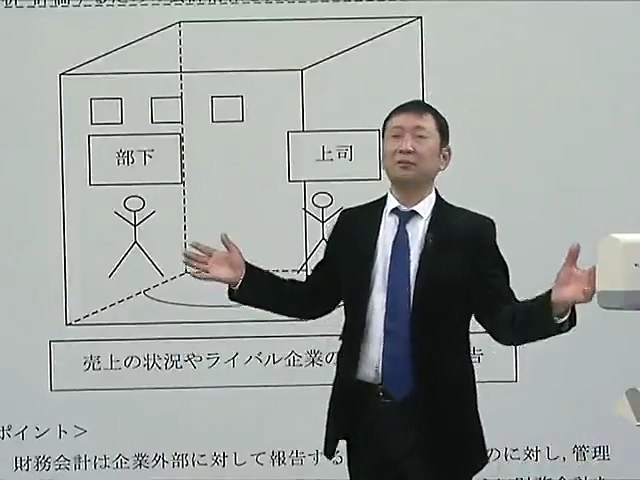 部下
上司
売上の状況やライバル企業の
告
ポイント＞
財務会計は企業外部に対して報告する
のに対し，管理